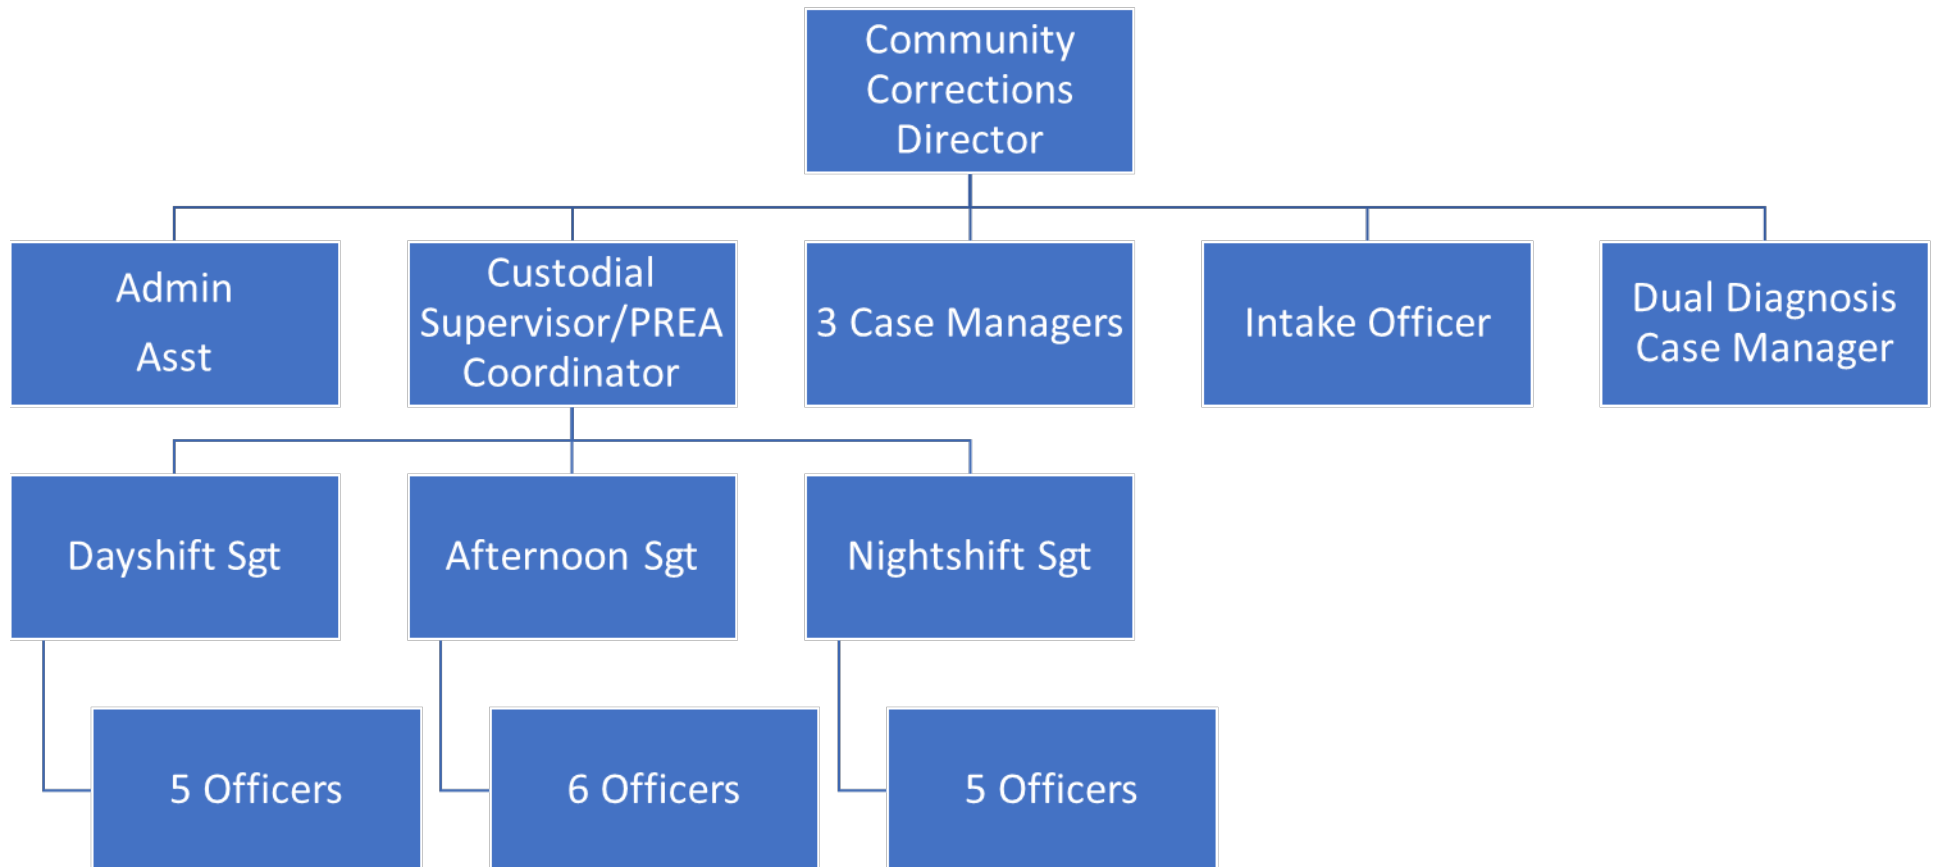 Community
Corrections
Director
Admin
Asst
Custodial
Supervisor/PREA
Coordinator
3 Case Managers
Intake Officer
Dual Diagnosis
Case Manager
Dayshift Sgt
Afternoon Sgt
Nightshift Sgt
5 Officers
6 Officers
5 Officers